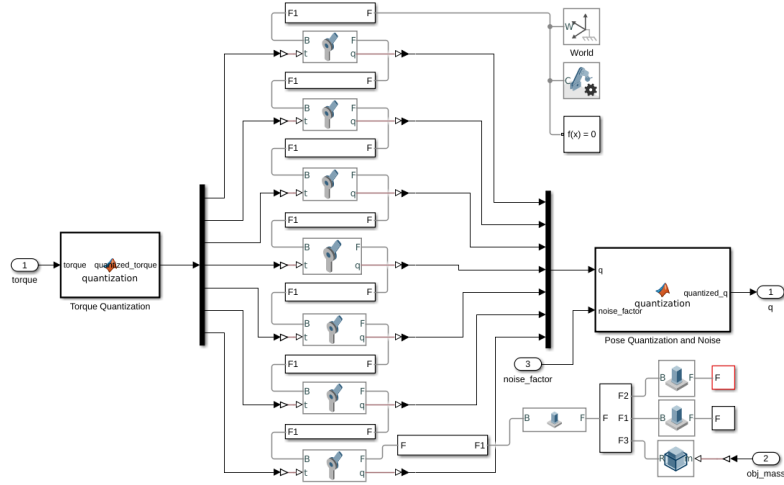 F1 F
B F
t q
F1 F
B F
t q
F1 F
B F
t q
F1 F
B F
t q
F1 F
B F
t q
F1 F
B F
t q
F1 F
B F
t q
F F1
W
World
C
f(x) = 0
1
torque
torque quantized_torque
quantization
Torque Quantization
q
quantization
quantized_q
noise_factor
Pose Quantization and Noise
1
q
3
noise_factor
B F
F
F2
F1
F3
B F
F
B F
F
R m
2
obj_mass